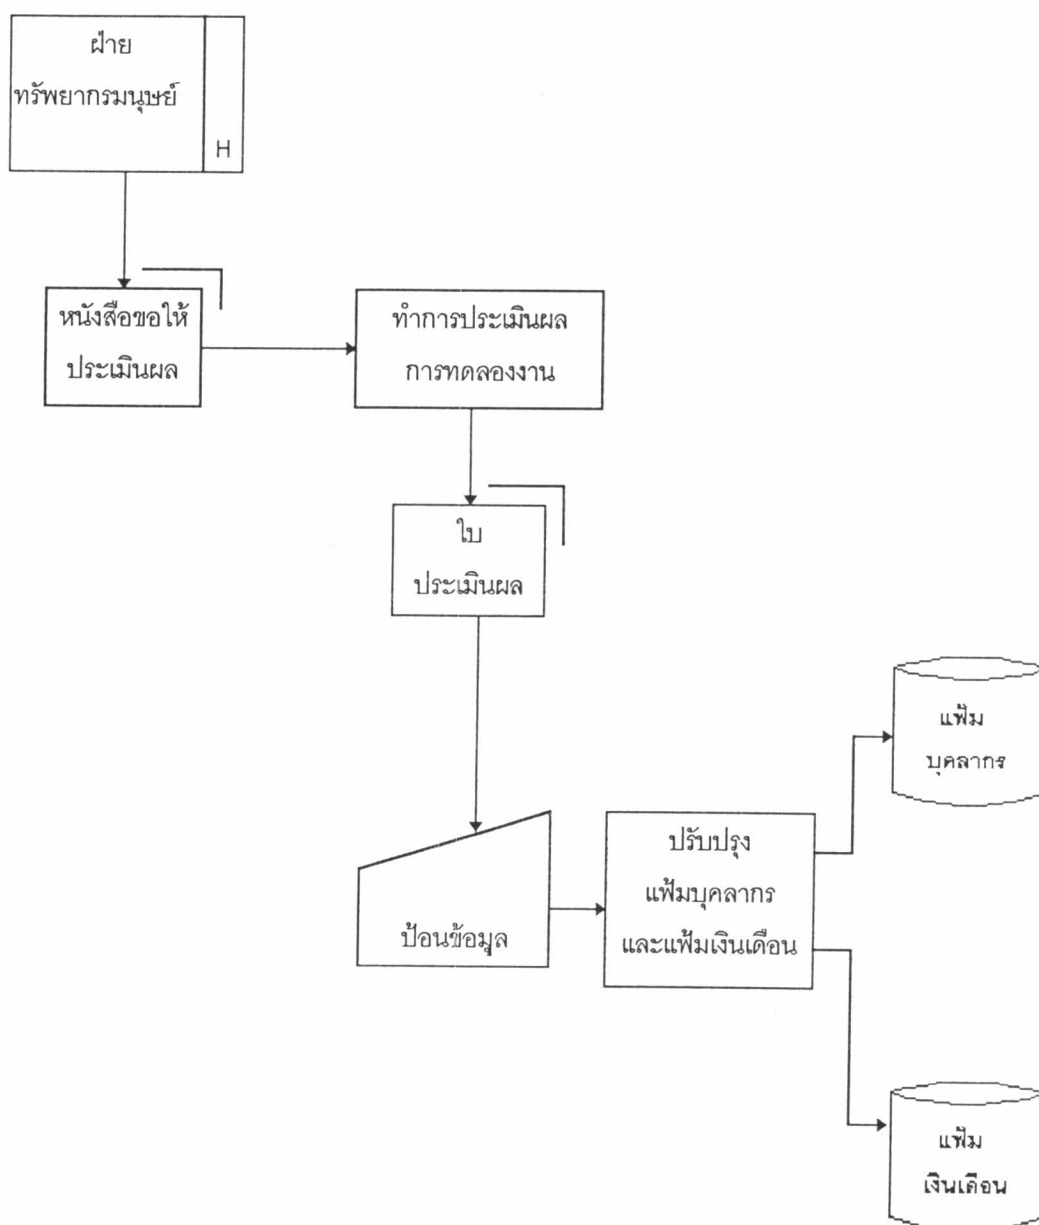 ฝ่าย
ทรัพยากรมนุษย์
H
หนังสือขอให้
ประเมินผล
ทำการประเมินผล
การทดลองงาน
ใบ
ประเมินผล
ป้อนข้อมูล
ปรับปรุง
แฟ้มบุคลากร
และแฟ้มเงินเดือน
แฟ้ม
บุคลากร
แฟ้ม
เงินเดือน